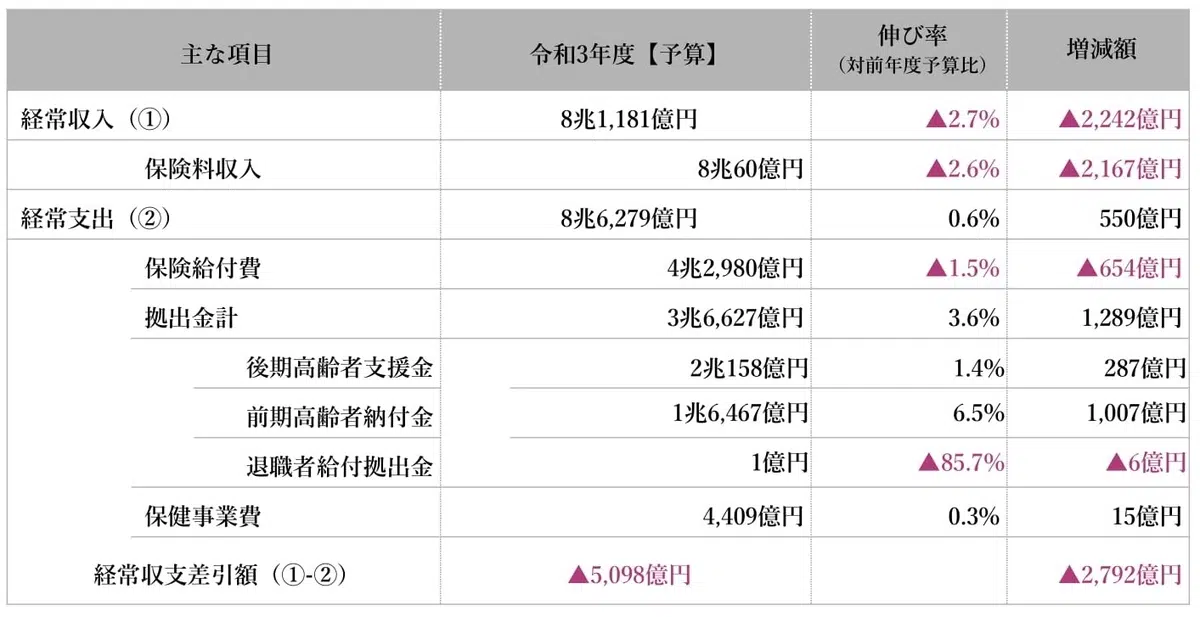 主な項目 令和3年度【予算】 伸び率 増減額
（対前年度予算比）
経常収入（①） 8兆1,181億円 ▲2.7% ▲2,242億円
保険料収入 8兆60億円 ▲2.6% ▲2,167億円
経常支出（②） 8兆6,279億円 0.6% 550億円
保険給付費 4兆2,980億円 ▲1.5% ▲654億円
拠出金計 3兆6,627億円 3.6% 1,289億円
後期高齢者支援金 2兆158億円 1.4% 287億円
前期高齢者納付金 1兆6,467億円 6.5% 1,007億円
退職者給付拠出金 1億円 ▲85.7% ▲6億円
保健事業費 4,409億円 0.3% 15億円
経常収支差引額（①-②） ▲5,098億円 ▲2,792億円